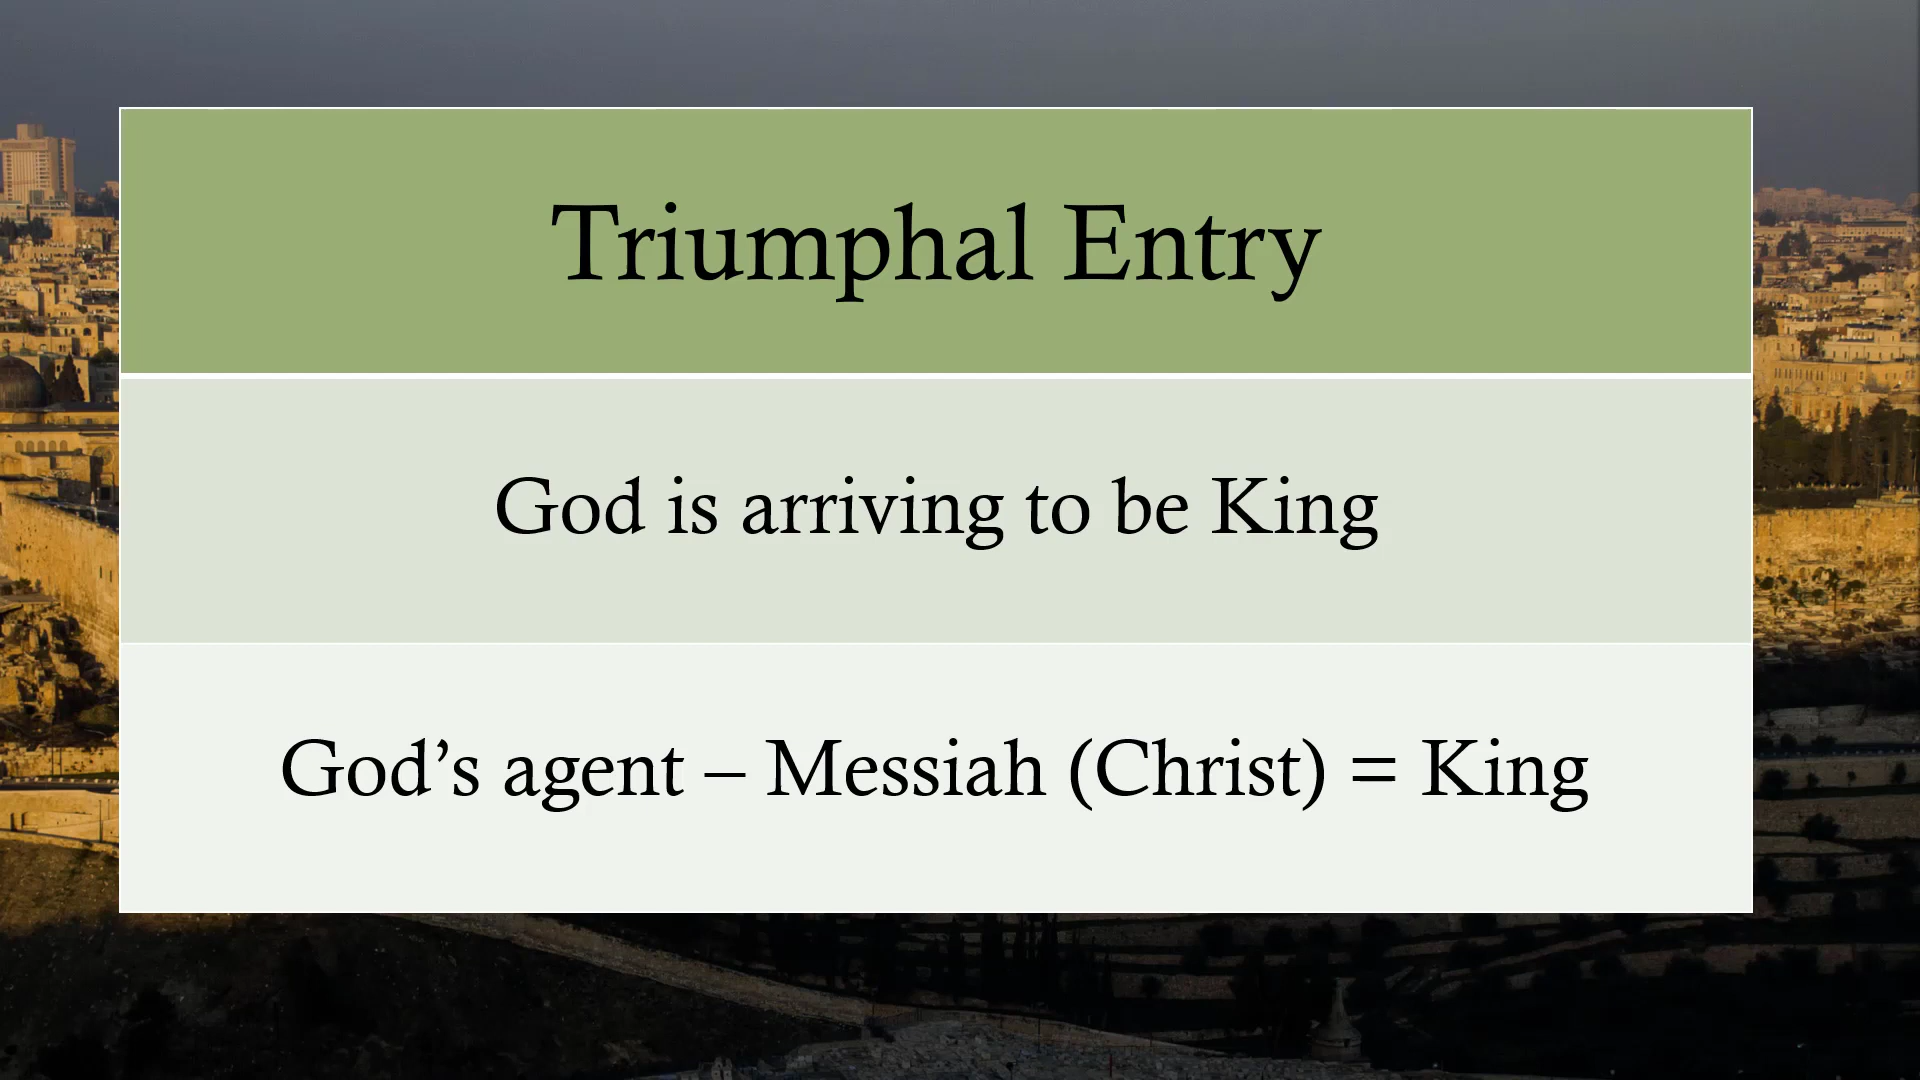 Triumphal Entry
God is arriving to be King
God’s agent – Messiah (Christ) = King